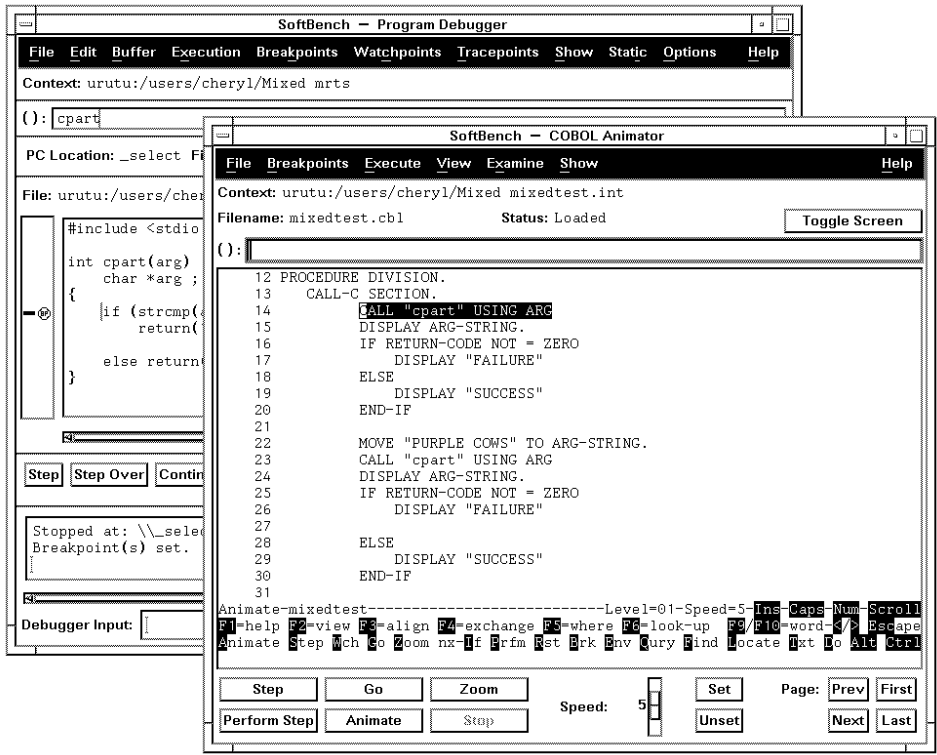 SoftBench — Program Debugger
File Edit Buffer Execution Breakpoints Watchpoints Tracepoints Show Static Options Help
Context: urutu:/users/cheryl/Mixed mrts
(): cpart
PC Location: _select Fi
File: urutu:/users/cher
#include <stdio
int cpart(arg)
char *arg ;
{
if (strcmp(
return(
else return
}
Step Step Over Contin
Stopped at: \\_selec
Breakpoint(s) set.
Debugger Input:
SoftBench — COBOL Animator
File Breakpoints Execute View Examine Show Help
Context: urutu:/users/cheryl/Mixed mixedtest.int
Filename: mixedtest.cbl Status: Loaded Toggle Screen
():
12 PROCEDURE DIVISION.
13 CALL-C SECTION.
14 CALL "cpart" USING ARG
15 DISPLAY ARG-STRING.
16 IF RETURN-CODE NOT = ZERO
17 DISPLAY "FAILURE"
18 ELSE
19 DISPLAY "SUCCESS"
20 END-IF
21
22 MOVE "PURPLE COWS" TO ARG-STRING.
23 CALL "cpart" USING ARG
24 DISPLAY ARG-STRING.
25 IF RETURN-CODE NOT = ZERO
26 DISPLAY "FAILURE"
27
28 ELSE
29 DISPLAY "SUCCESS"
30 END-IF
31
Animate-mixedtest---------------------------Level=01-Speed=5-Ins-Caps-Num-Scroll
F1=help F2=view F3=align F4=exchange F5=where F6=look-up F9/F10=word-</> Escape
Animate Step Wch Go Zoom nx-If Prfm Rst Brk Env Qury Find Locate Txt Do Alt Ctrl
Step Go Zoom Speed: 5 Set Page: Prev First
Perform Step Animate Stop Unset Next Last